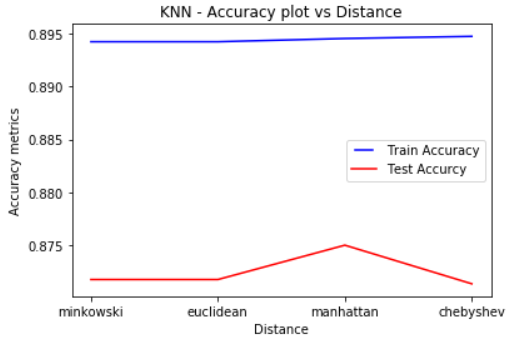 KNN - Accuracy plot vs Distance
0.895
0.890
0.885
0.880
0.875
Accuracy metrics
Train Accuracy
Test Accurcy
minkowski euclidean manhattan chebyshev
Distance